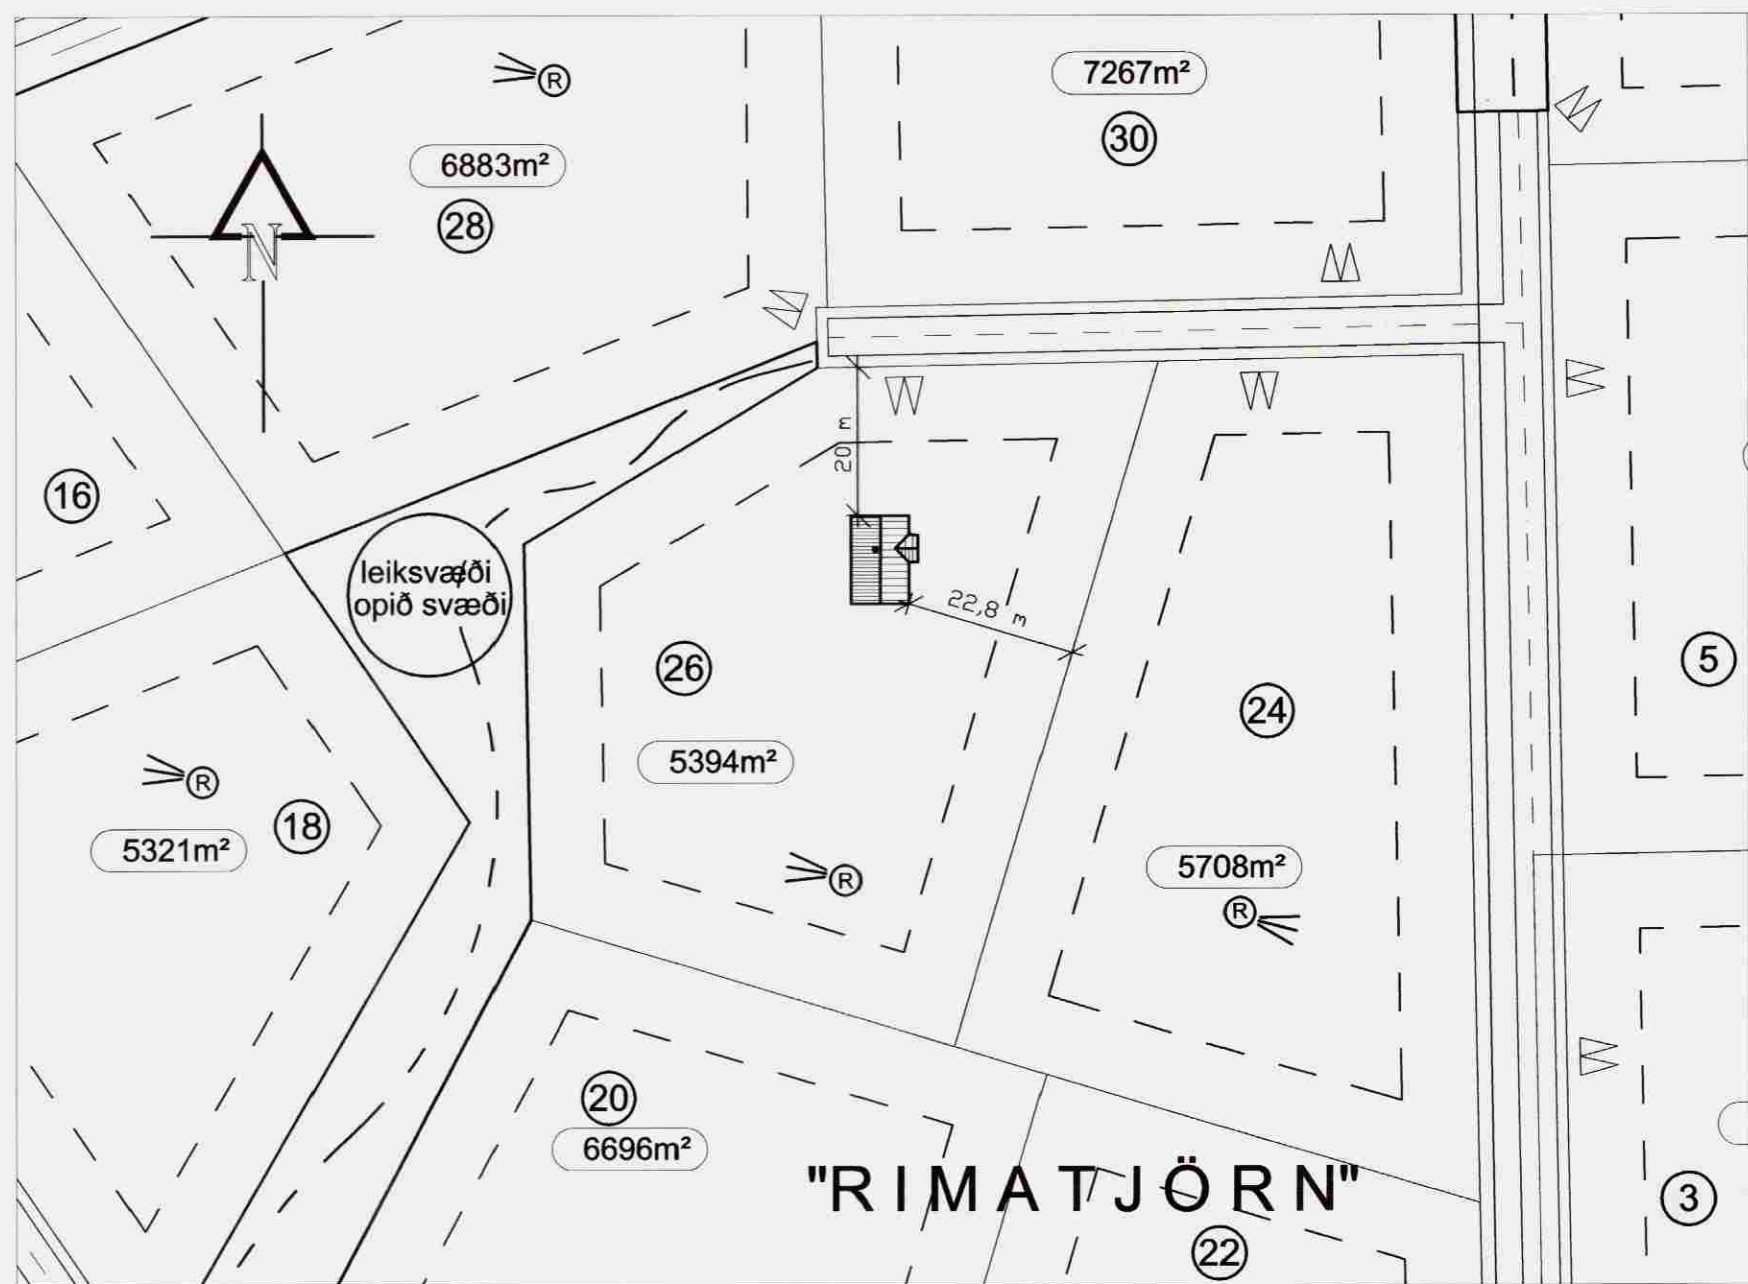 7267m²
30
R
6883m²
28
N
16
20 m
leiksvæði
opið svæði
22,8 m
26
24
5
5394m²
R
18
5321m²
R
5708m²
R
20
6696m²
"RIMATJÖRN"
22
3